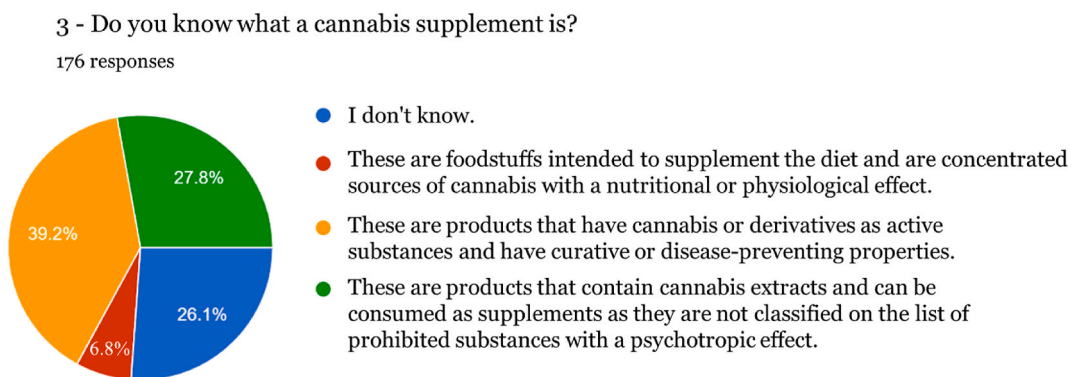 3 - Do you know what a cannabis supplement is?
176 responses
I don't know.
These are foodstuffs intended to supplement the diet and are concentrated
sources of cannabis with a nutritional or physiological effect.
These are products that have cannabis or derivatives as active
substances and have curative or disease-preventing properties.
These are products that contain cannabis extracts and can be
consumed as supplements as they are not classified on the list of
prohibited substances with a psychotropic effect.
27.8%
39.2%
26.1%
6.8%